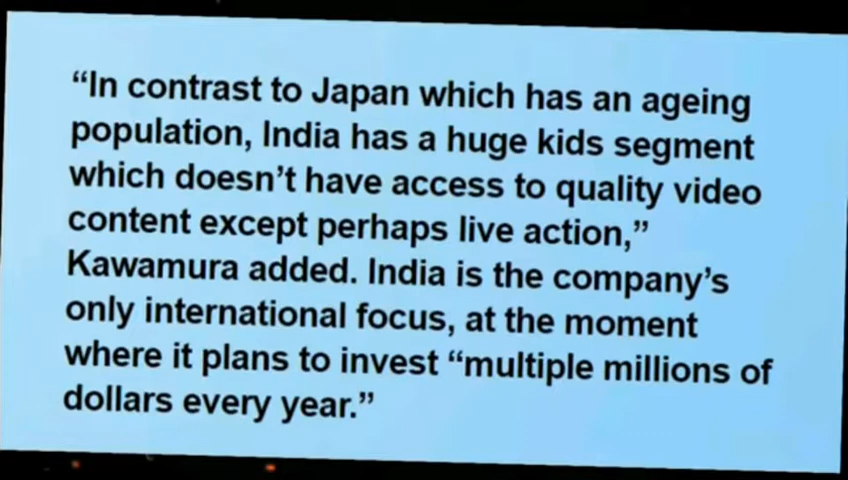 “In contrast to Japan which has an ageing
population, India has a huge kids segment
which doesn’t have access to quality video
content except perhaps live action,”
Kawamura added. India is the company’s
only international focus, at the moment
where it plans to invest “multiple millions of
dollars every year.”